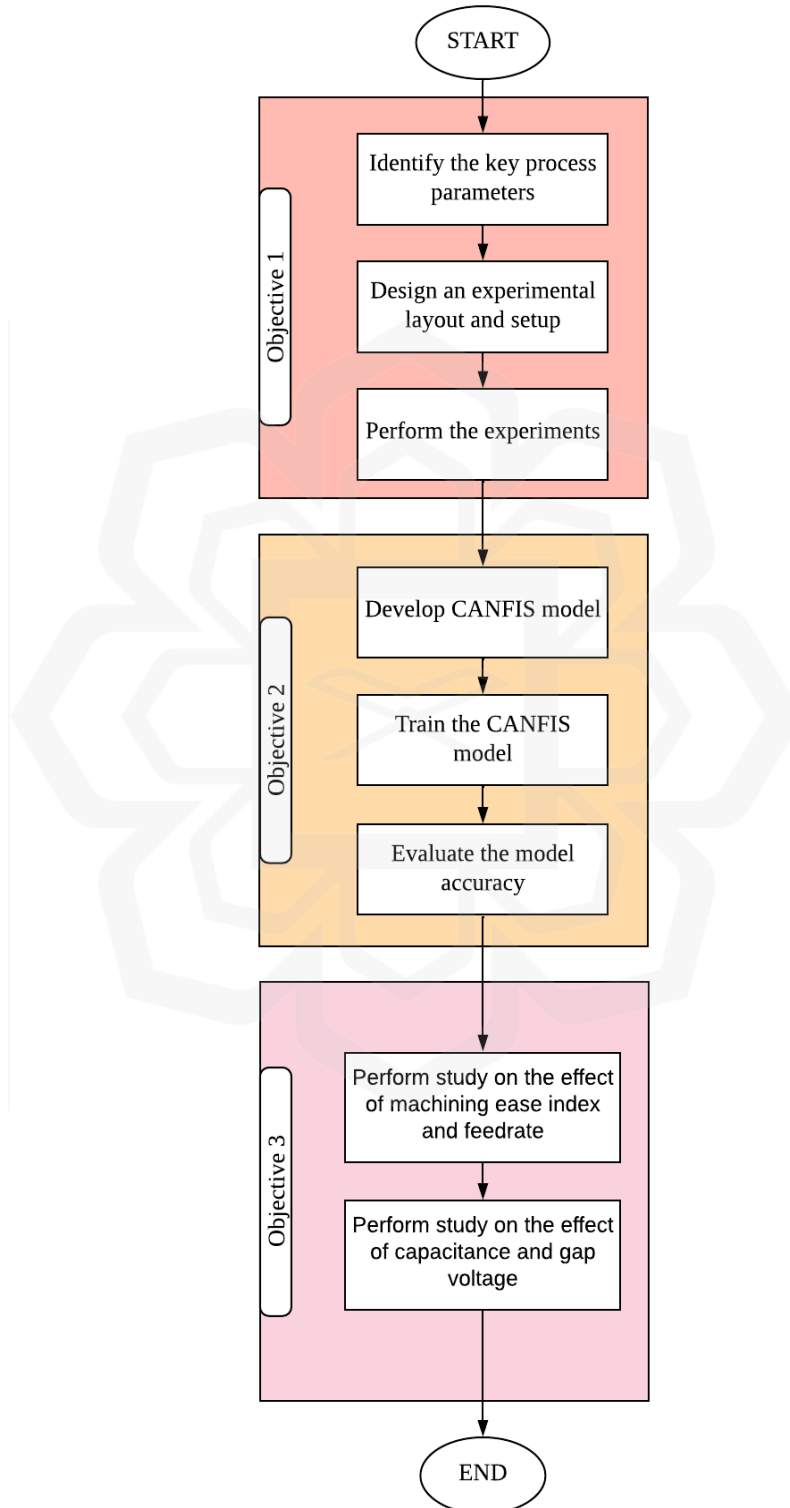 START
Objective 1
Identify the key process
parameters
Design an experimental
layout and setup
Perform the experiments
Objective 2
Develop CANFIS model
Train the CANFIS
model
Evaluate the model
accuracy
Objective 3
Perform study on the effect
of machining ease index
and feedrate
Perform study on the effect
of capacitance and gap
voltage
END